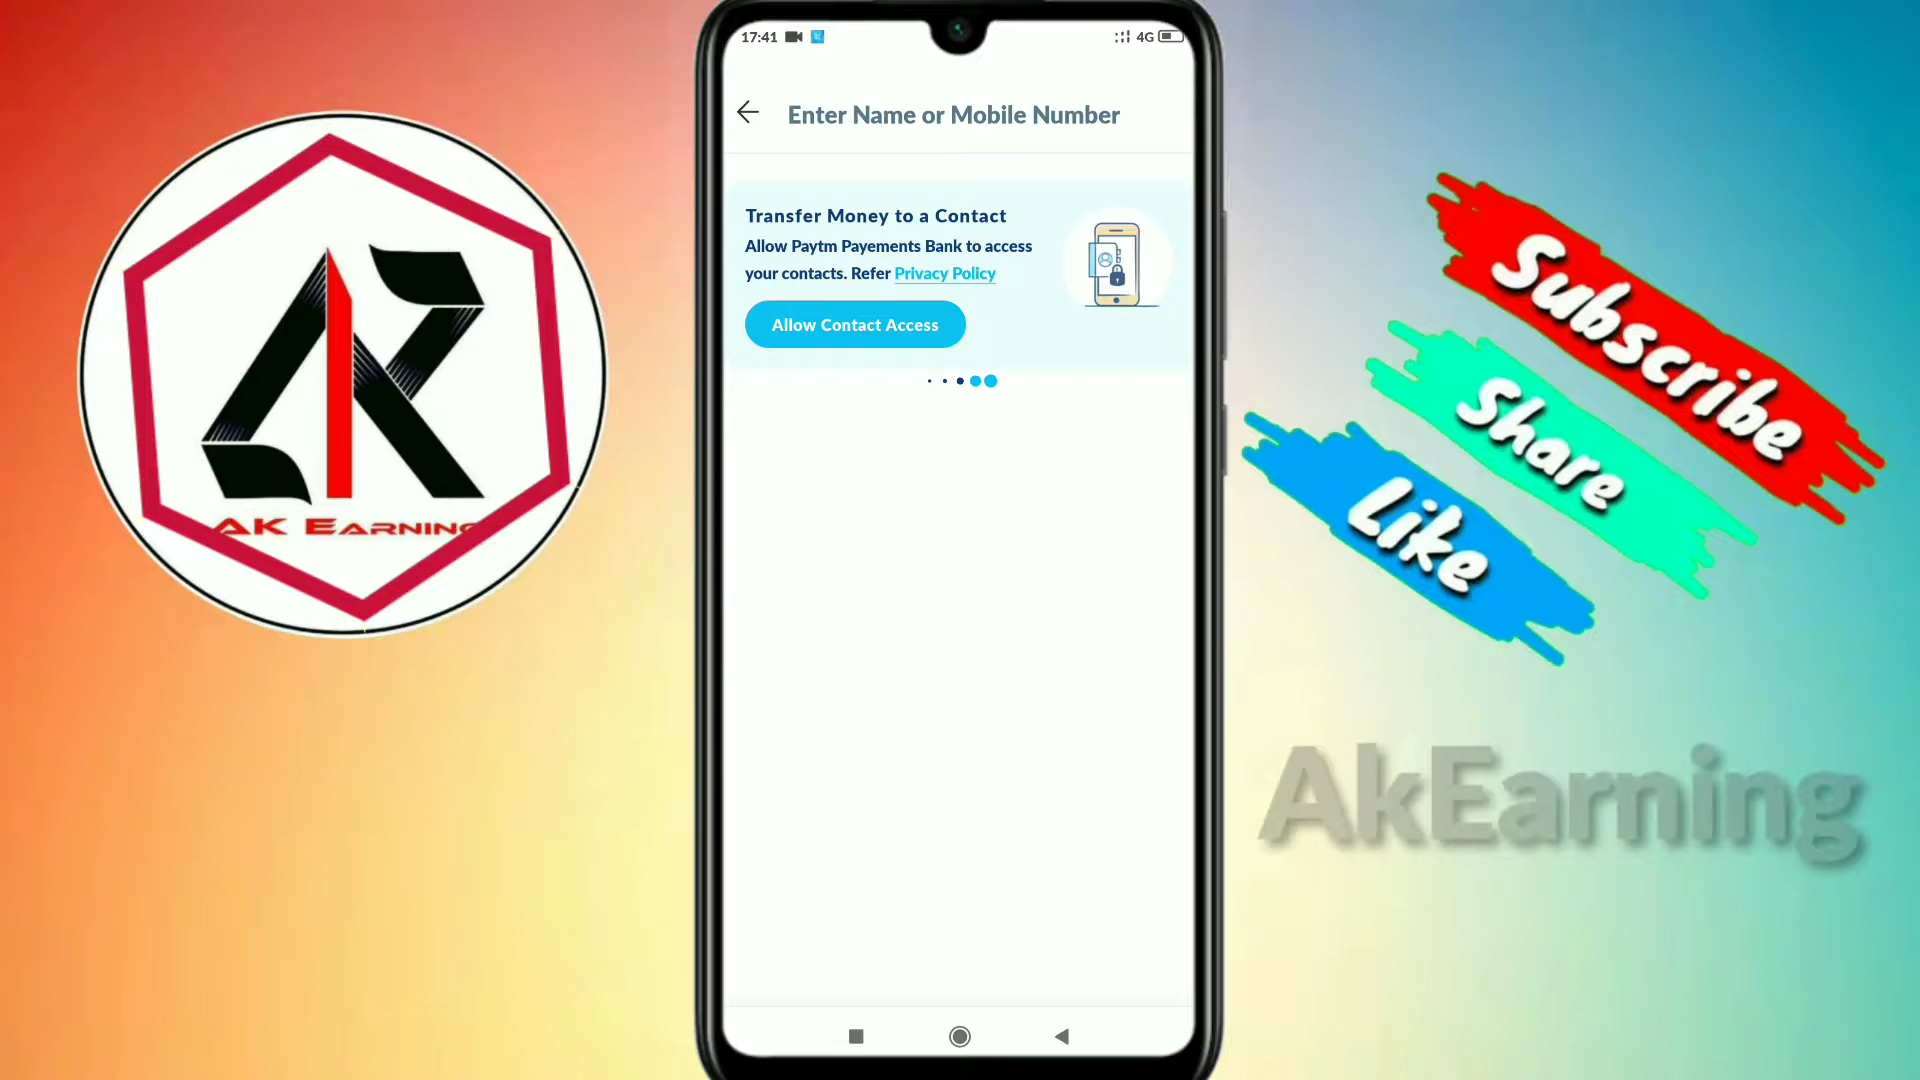 17:41
4G
Enter Name or Mobile Number
Transfer Money to a Contact
Allow Paytm Payements Bank to access
your contacts. Refer Privacy Policy
Allow Contact Access
AK EARNING
Subscribe
Share
Like
AkEarning